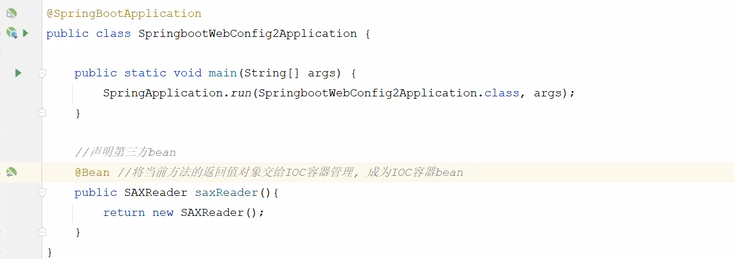 @SpringBootApplication
public class SpringbootWebConfig2Application {
public static void main(String[] args) {
SpringApplication.run(SpringbootWebConfig2Application.class, args);
}
//声明第三方bean
@Bean //将当前方法的返回值对象交给IOC容器管理, 成为IOC容器bean
public SAXReader saxReader(){
return new SAXReader();
}
}